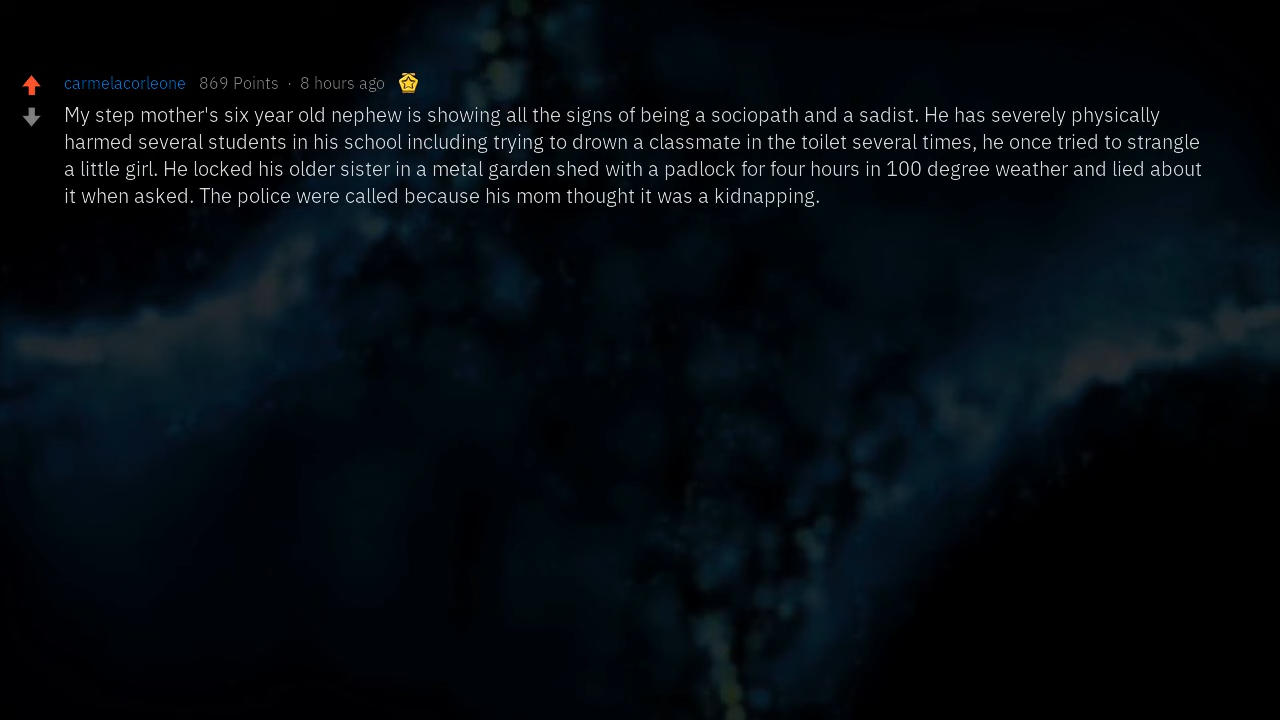 carmelacorleone 869 Points · 8 hours ago
My step mother's six year old nephew is showing all the signs of being a sociopath and a sadist. He has severely physically
harmed several students in his school including trying to drown a classmate in the toilet several times, he once tried to strangle
a little girl. He locked his older sister in a metal garden shed with a padlock for four hours in 100 degree weather and lied about
it when asked. The police were called because his mom thought it was a kidnapping.